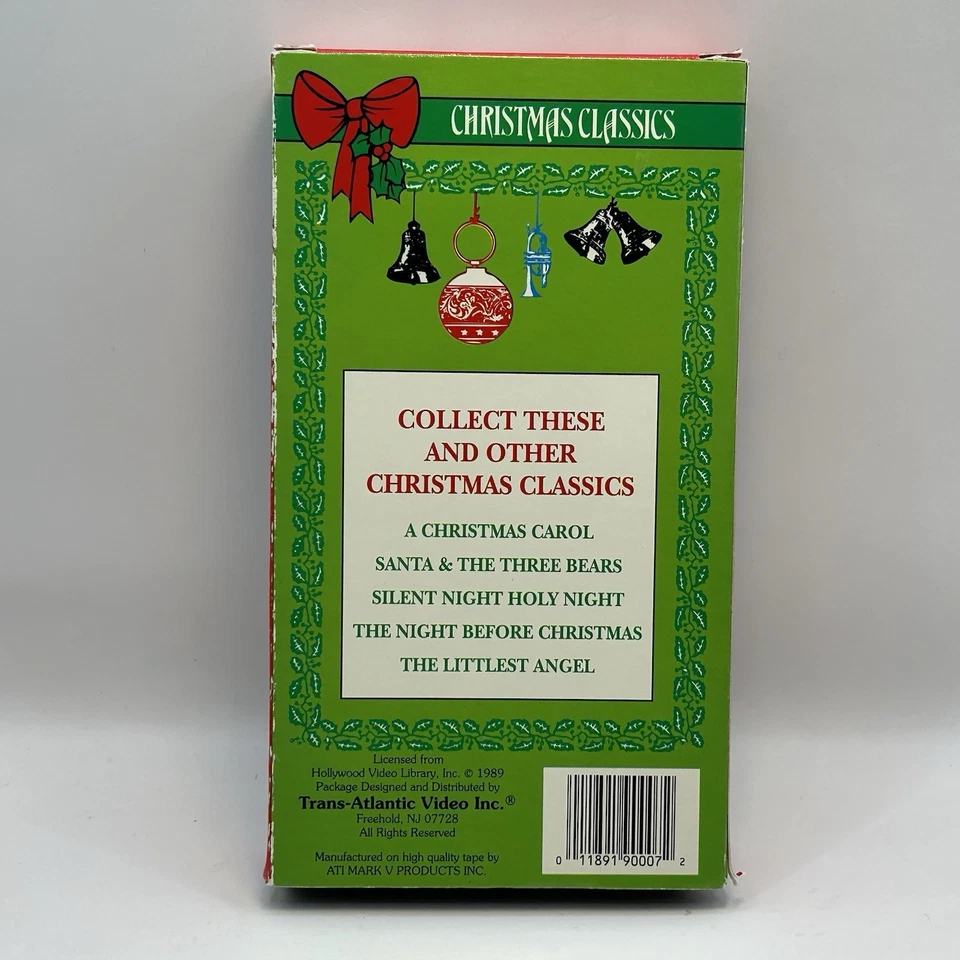 CHRISTMAS CLASSICS
COLLECT THESE
AND OTHER
CHRISTMAS CLASSICS
A CHRISTMAS CAROL
SANTA & THE THREE BEARS
SILENT NIGHT HOLY NIGHT
THE NIGHT BEFORE CHRISTMAS
THE LITTLEST ANGEL
Licensed from
Hollywood Video Library, Inc. © 1989
Package Designed and Distributed by
Trans-Atlantic Video Inc.®
Freehold, NJ 07728
All Rights Reserved
Manufactured on high quality tape by
ATI MARK V PRODUCTS INC.
0 11891 90007 2